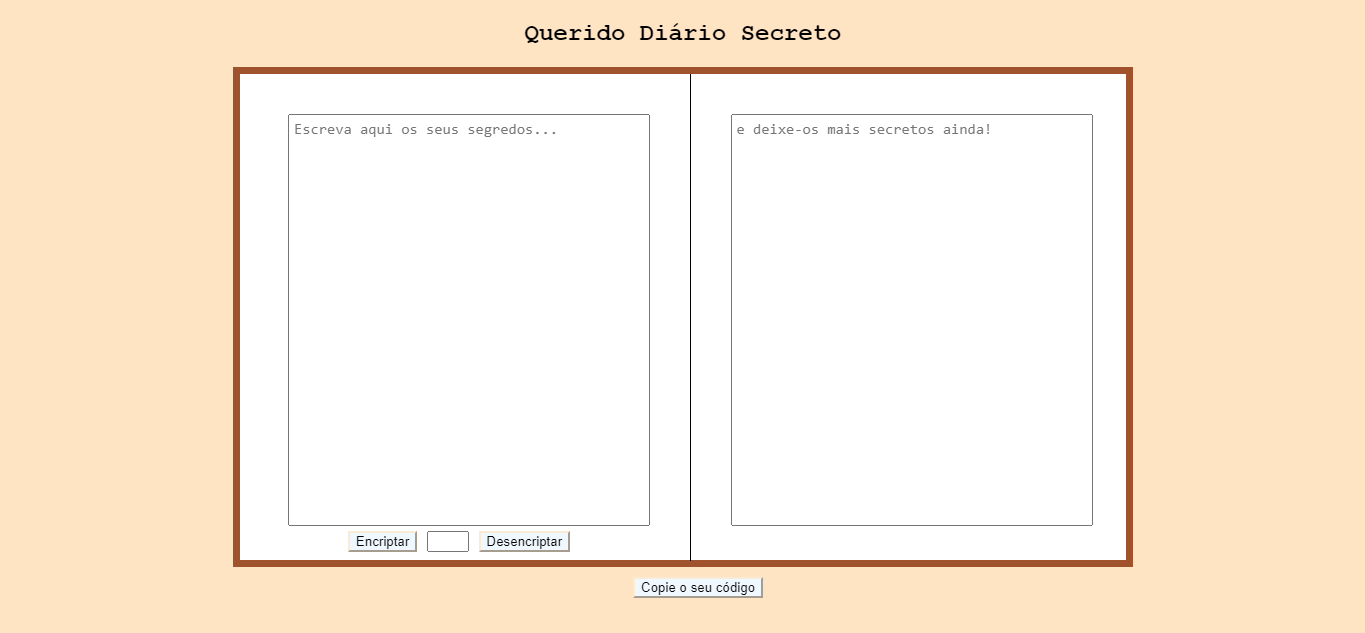 Querido Diário Secreto
Escreva aqui os seus segredos...
e deixe-os mais secretos ainda!
Encriptar
Desencriptar
Copie o seu código